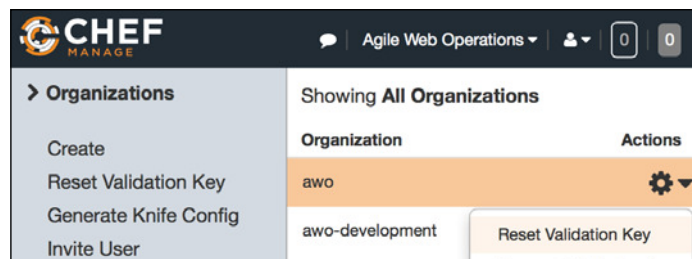 CHEF
MANAGE
Agile Web Operations
0
0
Organizations
Create
Reset Validation Key
Generate Knife Config
Invite User
Showing All Organizations
Organization Actions
awo
awo-development
Reset Validation Key